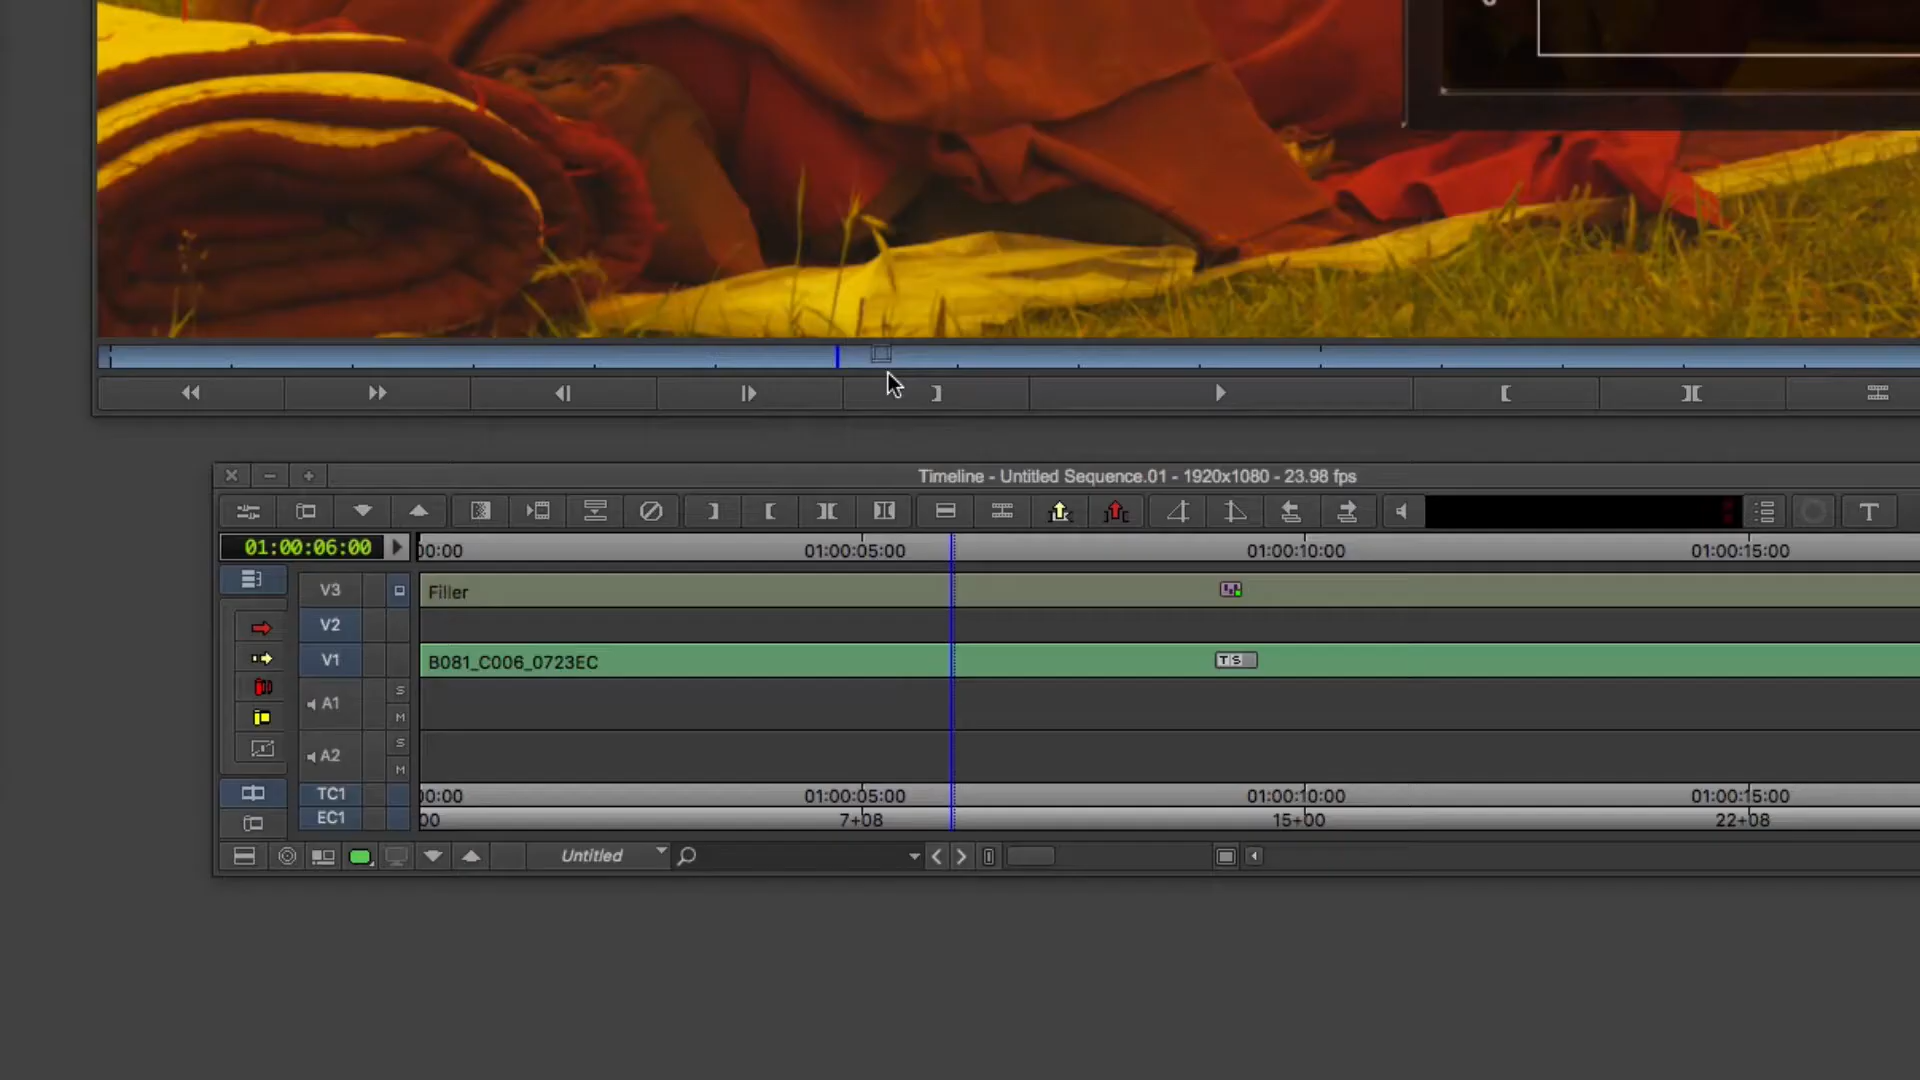 Timeline - Untitled Sequence.01 - 1920x1080 - 23.98 fps
T
01:00:06:00
00:00 01:00:05:00 01:00:10:00 01:00:15:00
V3 Filler
V2
V1 B081_C006_0723EC T S
A1 S
M
A2 S
M
TC1 00:00 01:00:05:00 01:00:10:00 01:00:15:00
EC1 00 7+08 15+00 22+08
Untitled